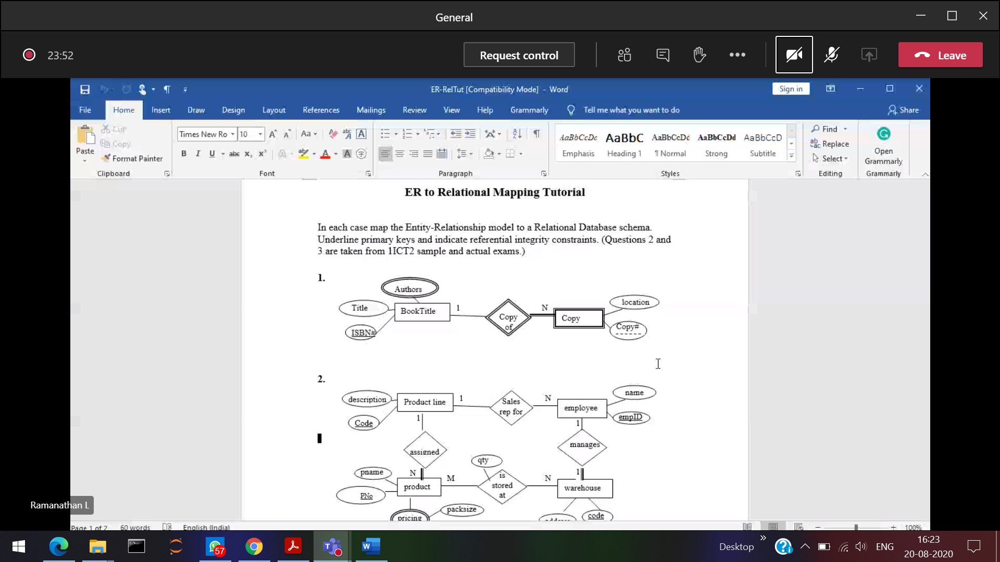 General
23:52
Request control
Leave
ER-RelTut [Compatibility Mode] - Word
Sign in
File Home Insert Draw Design Layout References Mailings Review View Help Grammarly Tell me what you want to do Share
Paste
Cut
Copy
Format Painter
Clipboard
Times New Ro 10
Font
Paragraph
AaBbCcDc AaBbC AaBbCcDd AaBbCcDd AaBbCcD
Emphasis Heading 1 ¶ Normal Strong Subtitle
Styles
Find
Replace
Select
Editing
Open
Grammarly
Grammarly
ER to Relational Mapping Tutorial
In each case map the Entity-Relationship model to a Relational Database schema.
Underline primary keys and indicate referential integrity constraints. (Questions 2 and
3 are taken from 1ICT2 sample and actual exams.)
1.
Authors
Title
BookTitle
ISBN#
1
Copy
of
N
Copy
location
Copy#
2.
description
Product line
Code
1
Sales
rep for
N
employee
name
empID
1
1
assigned
manages
qty
pname
N
M
is
stored
at
N
1
product
PNo
warehouse
packsize
pricing
address
code
Ramanathan L
Page 1 of 2 60 words English (India) 100%
57
Desktop
ENG
16:23
20-08-2020